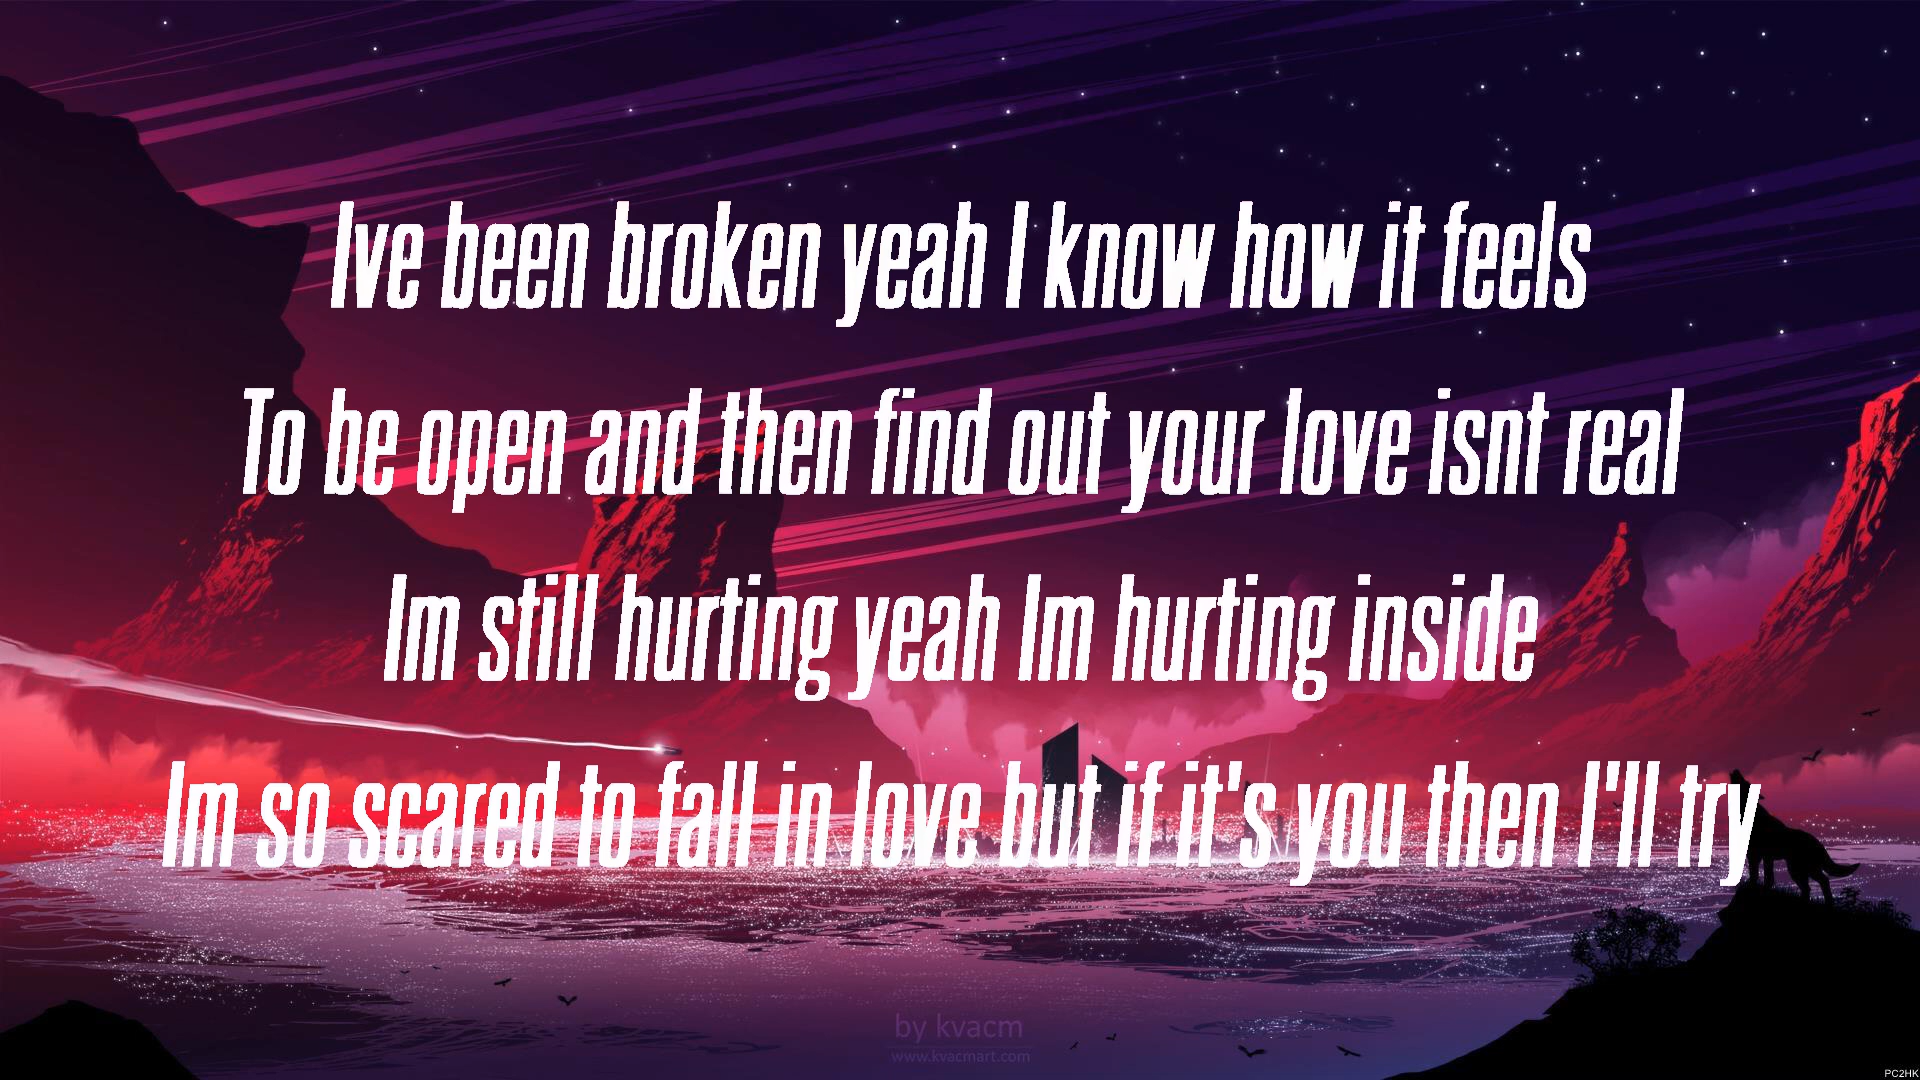 Ive been broken yeah I know how it feels
To be open and then find out your love isnt real
Im still hurting yeah Im hurting inside
Im so scared to fall in love but if it's you then I'll try
by kvacm
www.kvacmart.com
PC2HK